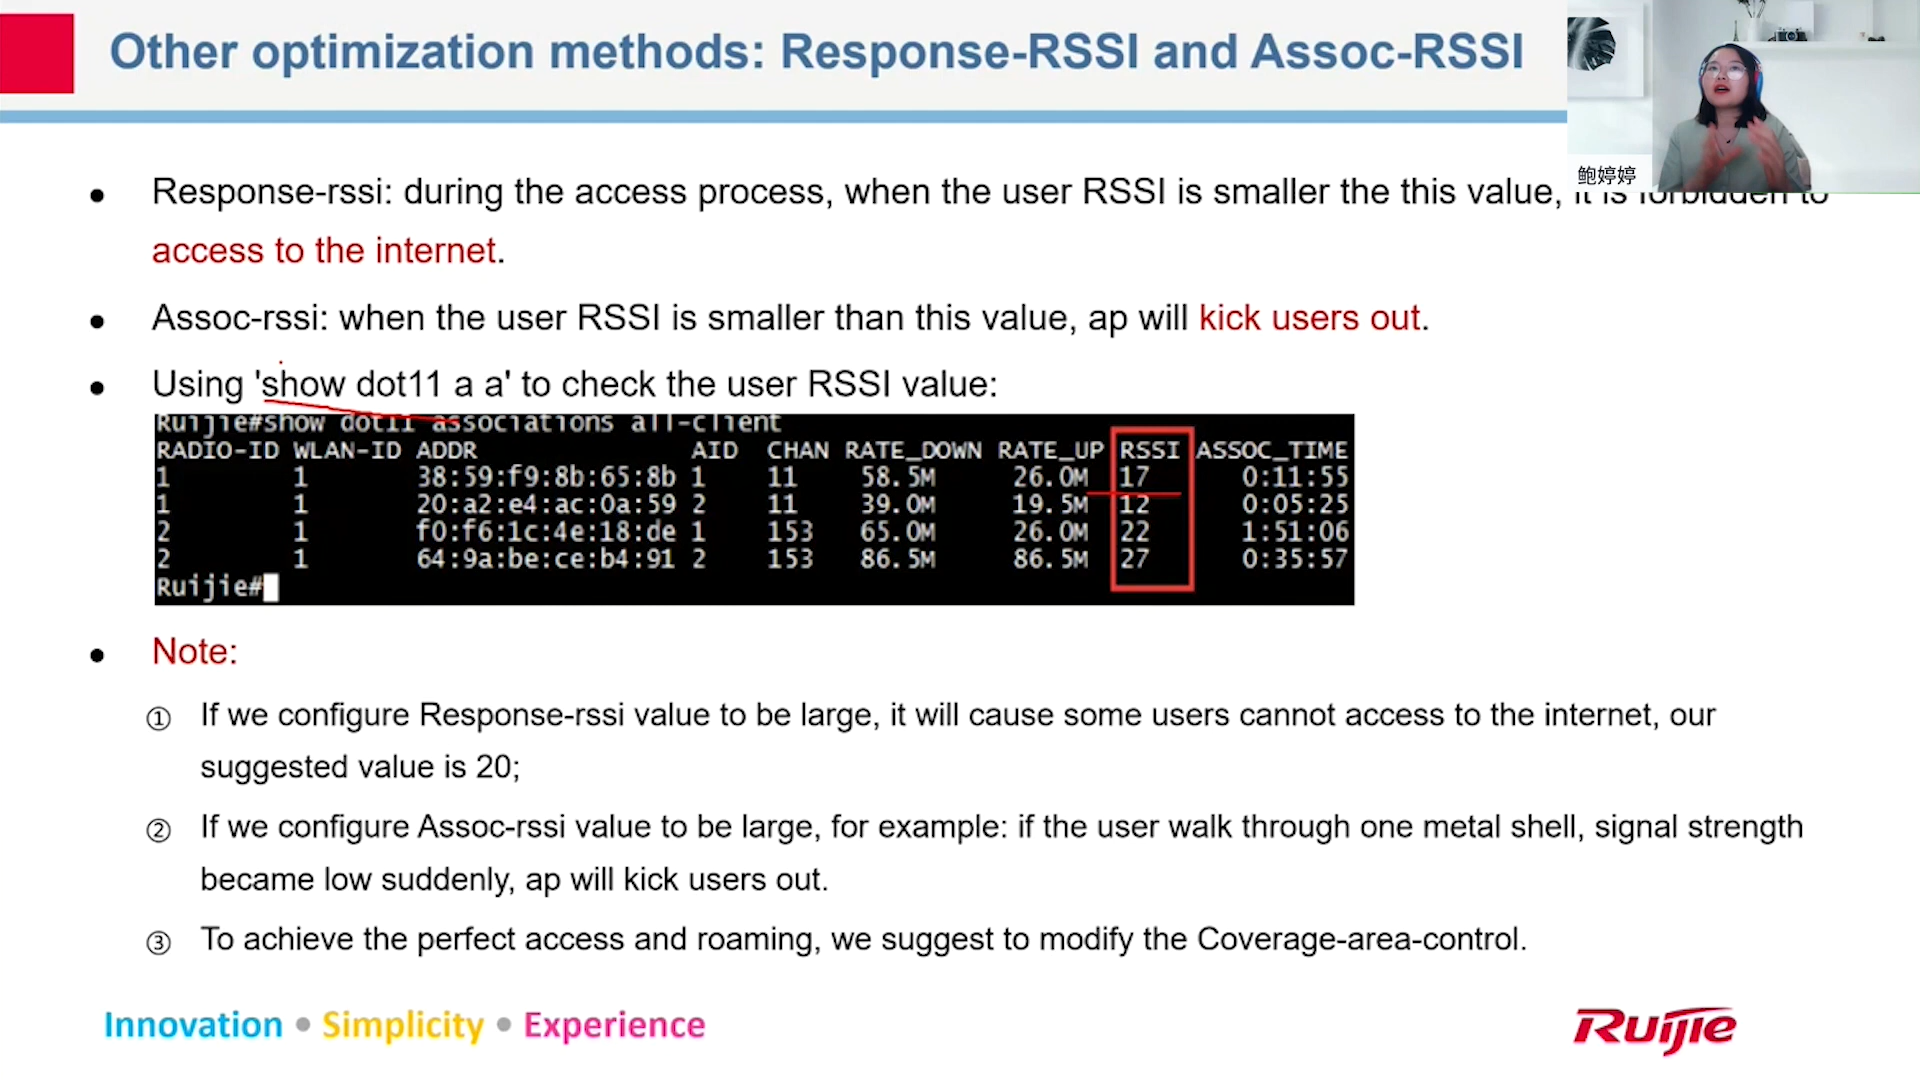 Other optimization methods: Response-RSSI and Assoc-RSSI
鲍婷婷
• Response-rssi: during the access process, when the user RSSI is smaller the this value, it is forbidden to
access to the internet.
• Assoc-rssi: when the user RSSI is smaller than this value, ap will kick users out.
• Using 'show dot11 a a' to check the user RSSI value:
Ruijie#show dot11 associations all-client
RADIO-ID WLAN-ID ADDR AID CHAN RATE_DOWN RATE_UP RSSI ASSOC_TIME
1 1 38:59:f9:8b:65:8b 1 11 58.5M 26.0M 17 0:11:55
1 1 20:a2:e4:ac:0a:59 2 11 39.0M 19.5M 12 0:05:25
2 1 f0:f6:1c:4e:18:de 1 153 65.0M 26.0M 22 1:51:06
2 1 64:9a:be:ce:b4:91 2 153 86.5M 86.5M 27 0:35:57
Ruijie#
• Note:
① If we configure Response-rssi value to be large, it will cause some users cannot access to the internet, our
suggested value is 20;
② If we configure Assoc-rssi value to be large, for example: if the user walk through one metal shell, signal strength
became low suddenly, ap will kick users out.
③ To achieve the perfect access and roaming, we suggest to modify the Coverage-area-control.
Innovation • Simplicity • Experience
Ruijie